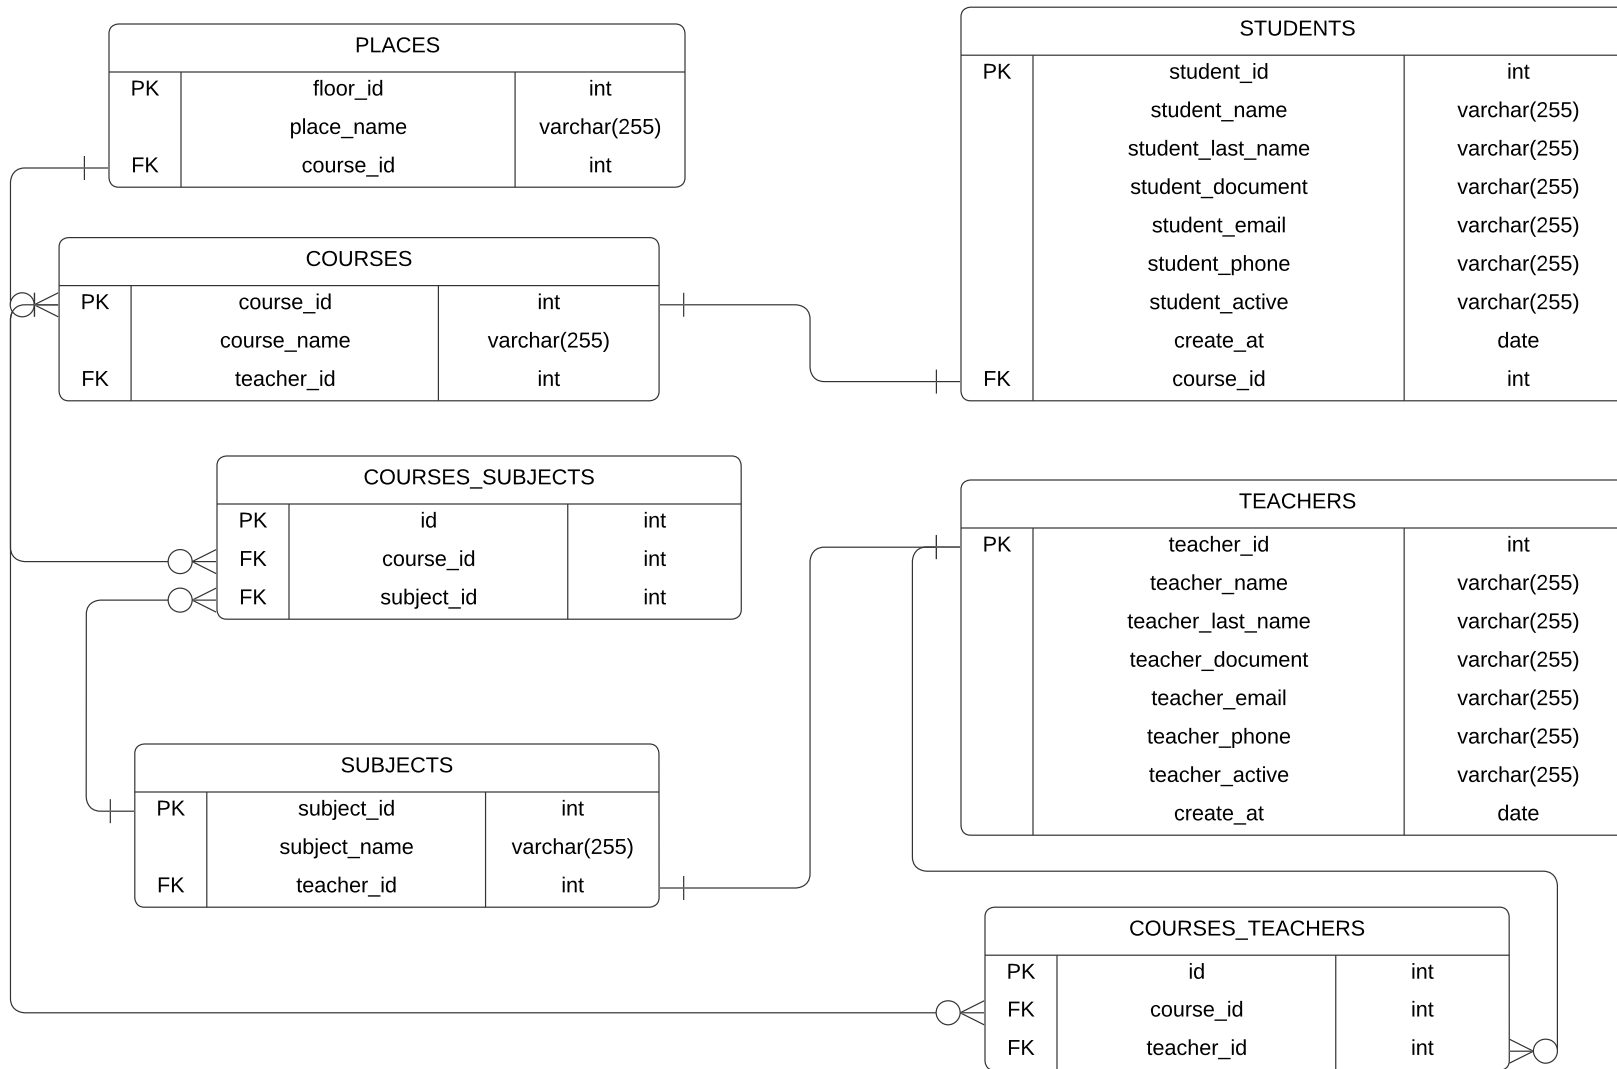 PLACES
PK floor_id int
place_name varchar(255)
FK course_id int
COURSES
PK course_id int
course_name varchar(255)
FK teacher_id int
COURSES_SUBJECTS
PK id int
FK course_id int
FK subject_id int
SUBJECTS
PK subject_id int
subject_name varchar(255)
FK teacher_id int
STUDENTS
PK student_id int
student_name varchar(255)
student_last_name varchar(255)
student_document varchar(255)
student_email varchar(255)
student_phone varchar(255)
student_active varchar(255)
create_at date
FK course_id int
TEACHERS
PK teacher_id int
teacher_name varchar(255)
teacher_last_name varchar(255)
teacher_document varchar(255)
teacher_email varchar(255)
teacher_phone varchar(255)
teacher_active varchar(255)
create_at date
COURSES_TEACHERS
PK id int
FK course_id int
FK teacher_id int